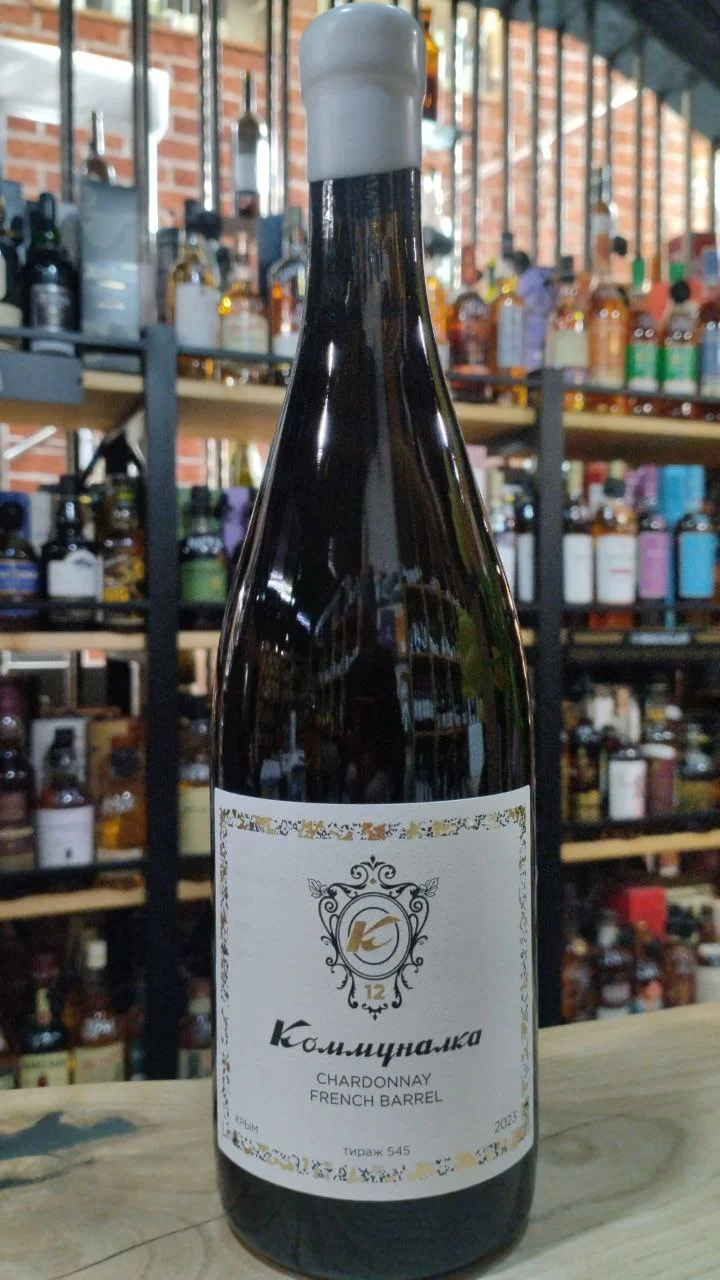 К
12
Коммуналка
CHARDONNAY
FRENCH BARREL
КРЫМ
тираж 545
2023